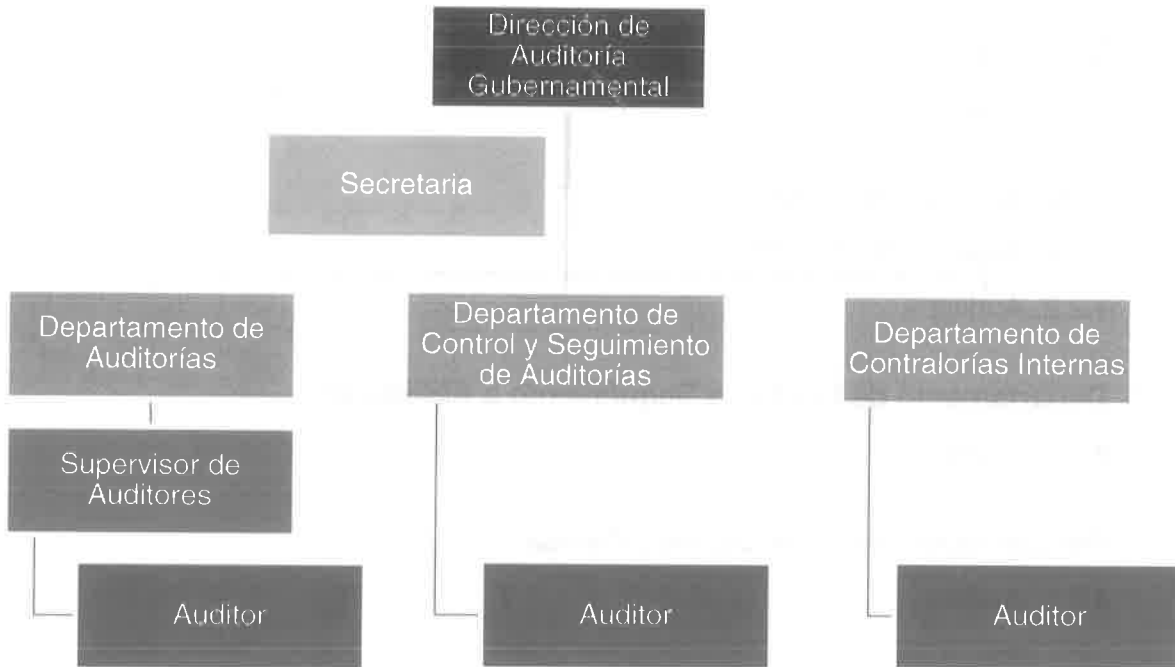 Dirección de
Auditoría
Gubernamental
Secretaria
Departamento de
Auditorías
Departamento de
Control y Seguimiento
de Auditorías
Departamento de
Contralorías Internas
Supervisor de
Auditores
Auditor
Auditor
Auditor